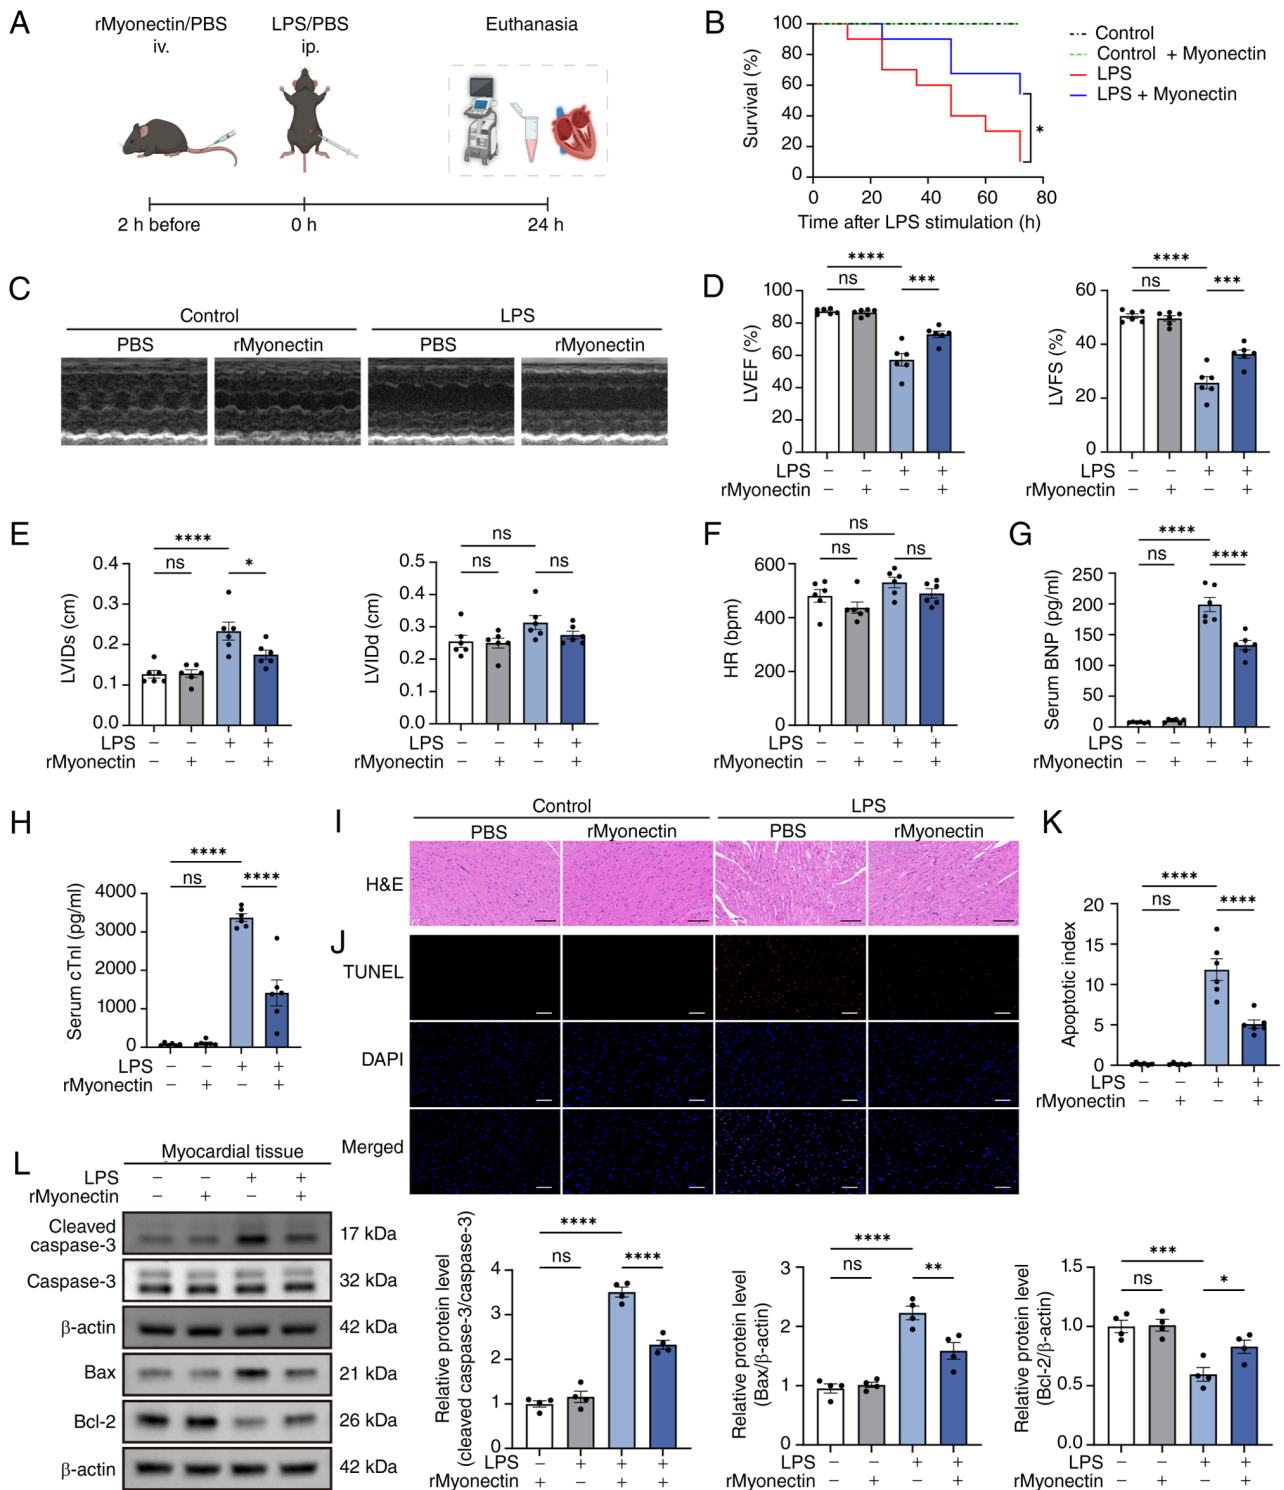 A
rMyonectin/PBS
iv.
LPS/PBS
ip.
Euthanasia
2 h before
0 h
24 h
B
Survival (%)
100
80
60
40
20
0
0 20 40 60 80
Time after LPS stimulation (h)
*
Control
Control + Myonectin
LPS
LPS + Myonectin
C
Control LPS
PBS rMyonectin PBS rMyonectin
D
LVEF (%)
100
80
60
40
20
0
****
ns ***
LPS − − + +
rMyonectin − + − +
LVFS (%)
60
40
20
0
****
ns ***
LPS − − + +
rMyonectin − + − +
E
LVIDs (cm)
0.4
0.3
0.2
0.1
0.0
****
ns *
LPS − − + +
rMyonectin − + − +
LVIDd (cm)
0.5
0.4
0.3
0.2
0.1
0.0
ns
ns ns
LPS − − + +
rMyonectin − + − +
F
HR (bpm)
600
400
200
0
ns
ns ns
LPS − − + +
rMyonectin − + − +
G
Serum BNP (pg/ml)
250
200
150
100
50
0
****
ns ****
LPS − − + +
rMyonectin − + − +
H
Serum cTnI (pg/ml)
4000
3000
2000
1000
0
****
ns ****
LPS − − + +
rMyonectin − + − +
I
Control LPS
PBS rMyonectin PBS rMyonectin
H&E
J
TUNEL
DAPI
Merged
K
Apoptotic index
20
15
10
5
0
****
ns ****
LPS − − + +
rMyonectin − + − +
L
Myocardial tissue
LPS − − + +
rMyonectin − + − +
Cleaved
caspase-3 17 kDa
Caspase-3 32 kDa
β-actin 42 kDa
Bax 21 kDa
Bcl-2 26 kDa
β-actin 42 kDa
Relative protein level
(cleaved caspase-3/caspase-3)
4
3
2
1
0
****
ns ****
LPS − + + +
rMyonectin + − − +
Relative protein level
(Bax/β-actin)
3
2
1
0
****
ns **
LPS − − + +
rMyonectin − + − +
Relative protein level
(Bcl-2/β-actin)
1.5
1.0
0.5
0.0
***
ns *
LPS − − + +
rMyonectin − + − +